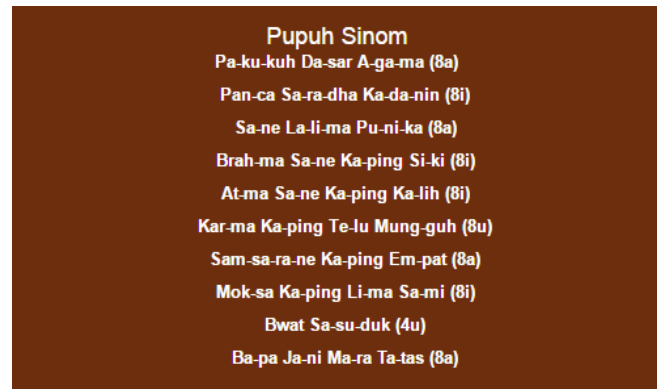 Pupuh Sinom
Pa-ku-kuh Da-sar A-ga-ma (8a)
Pan-ca Sa-ra-dha Ka-da-nin (8i)
Sa-ne La-li-ma Pu-ni-ka (8a)
Brah-ma Sa-ne Ka-ping Si-ki (8i)
At-ma Sa-ne Ka-ping Ka-lih (8i)
Kar-ma Ka-ping Te-lu Mung-guh (8u)
Sam-sa-ra-ne Ka-ping Em-pat (8a)
Mok-sa Ka-ping Li-ma Sa-mi (8i)
Bwat Sa-su-duk (4u)
Ba-pa Ja-ni Ma-ra Ta-tas (8a)